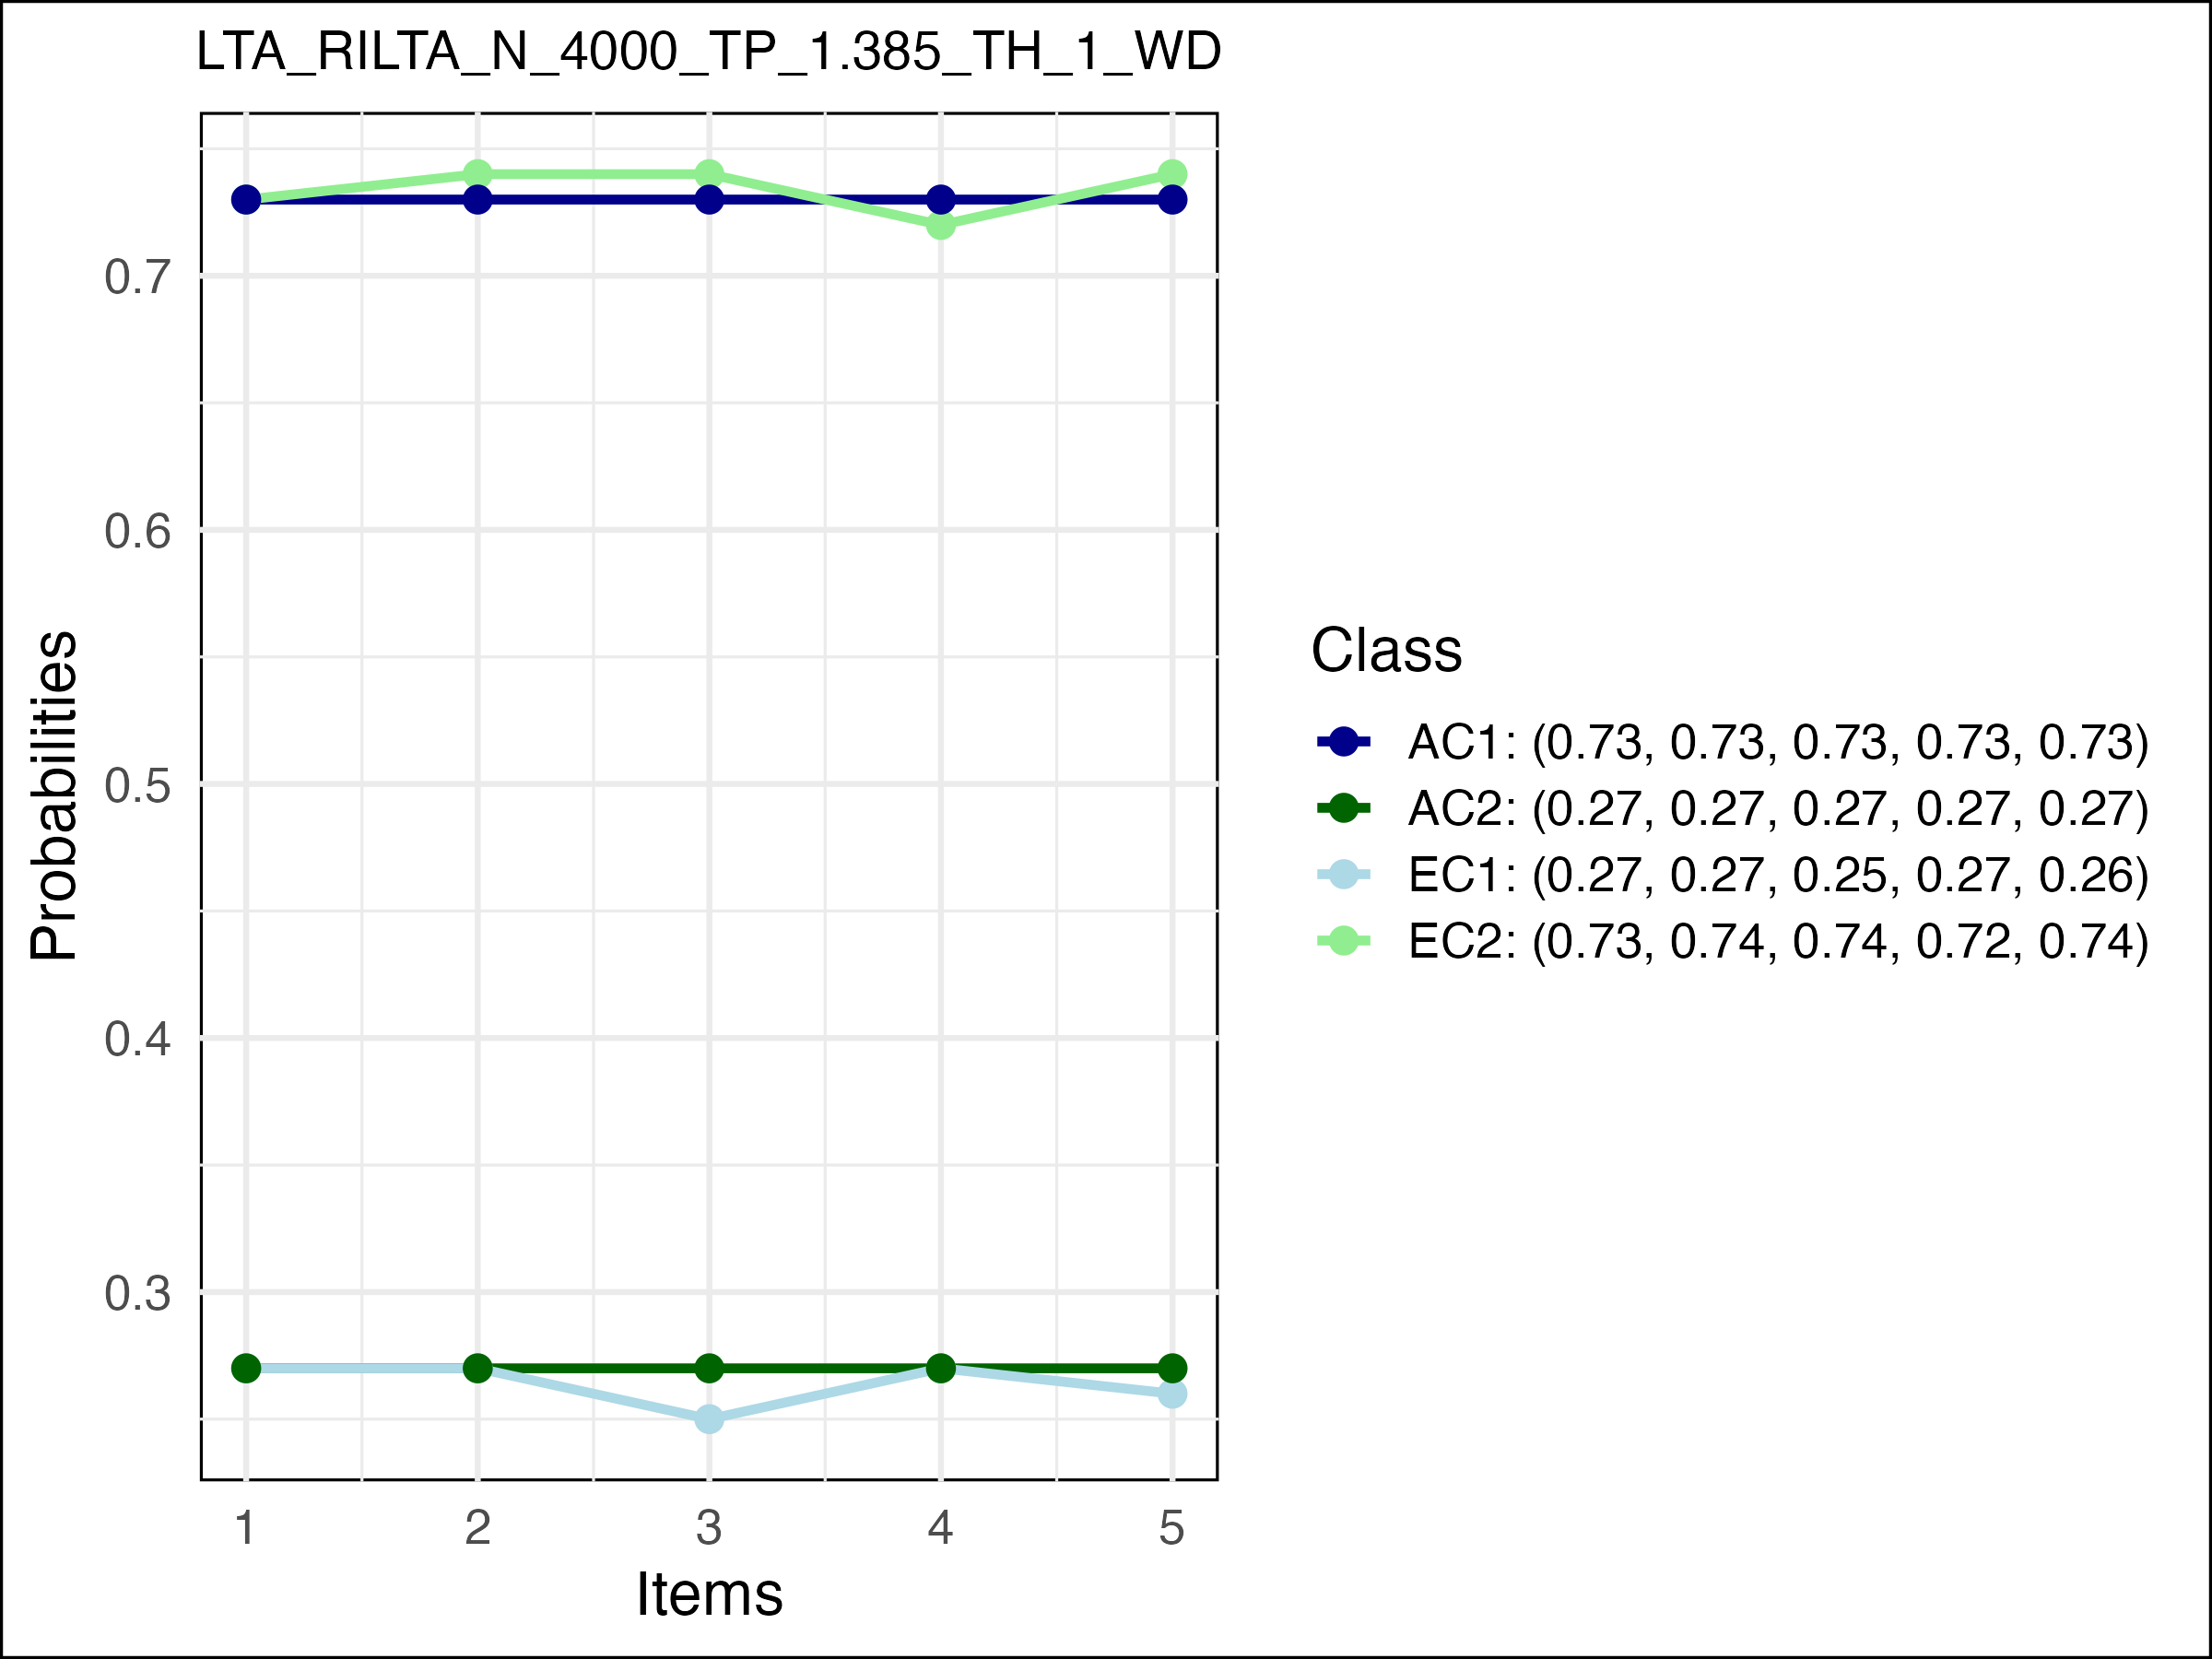 LTA_RILTA_N_4000_TP_1.385_TH_1_WD
Probabilities
0.7
0.6
0.5
0.4
0.3
1 2 3 4 5
Items
Class
AC1: (0.73, 0.73, 0.73, 0.73, 0.73)
AC2: (0.27, 0.27, 0.27, 0.27, 0.27)
EC1: (0.27, 0.27, 0.25, 0.27, 0.26)
EC2: (0.73, 0.74, 0.74, 0.72, 0.74)